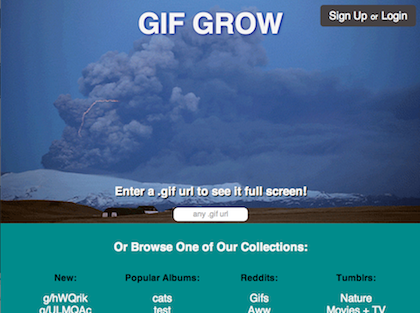 GIF GROW
Sign Up or Login
Enter a .gif url to see it full screen!
any .gif url
Or Browse One of Our Collections:
New: Popular Albums: Reddits: Tumblrs:
g/hWQrik cats Gifs Nature
g/ULMQAc test Aww Movies + TV